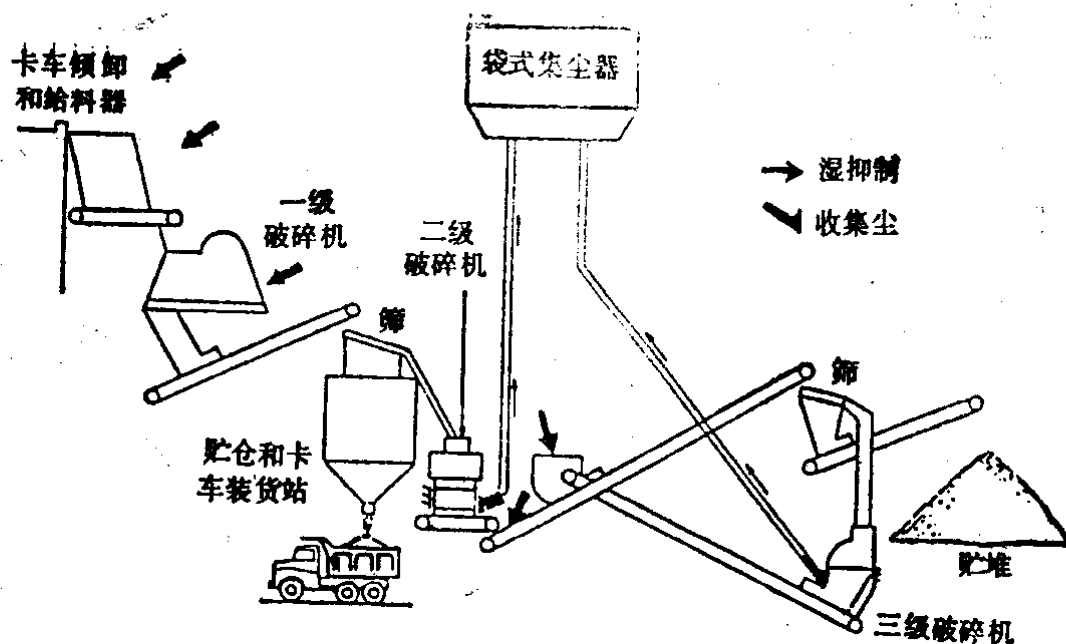 卡车倾卸
和给料器
袋式集尘器
湿抑制
收集尘
一级
破碎机
二级
破碎机
筛
筛
贮仓和卡
车装货站
贮堆
三级破碎机